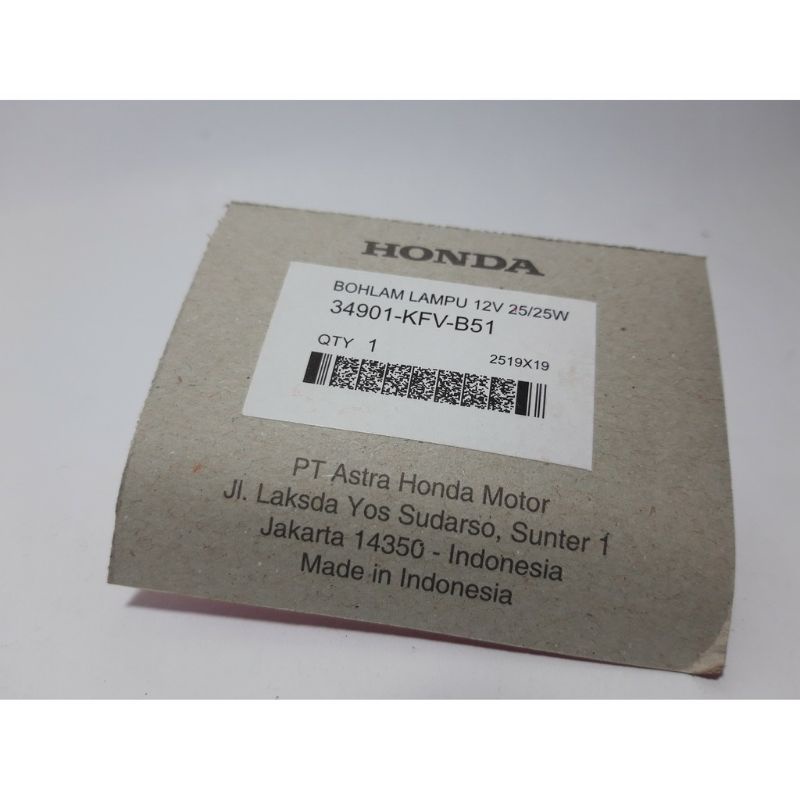 HONDA
BOHLAM LAMPU 12V 25/25W
34901-KFV-B51
QTY 1
2519X19
PT Astra Honda Motor
Jl. Laksda Yos Sudarso, Sunter 1
Jakarta 14350 - Indonesia
Made in Indonesia